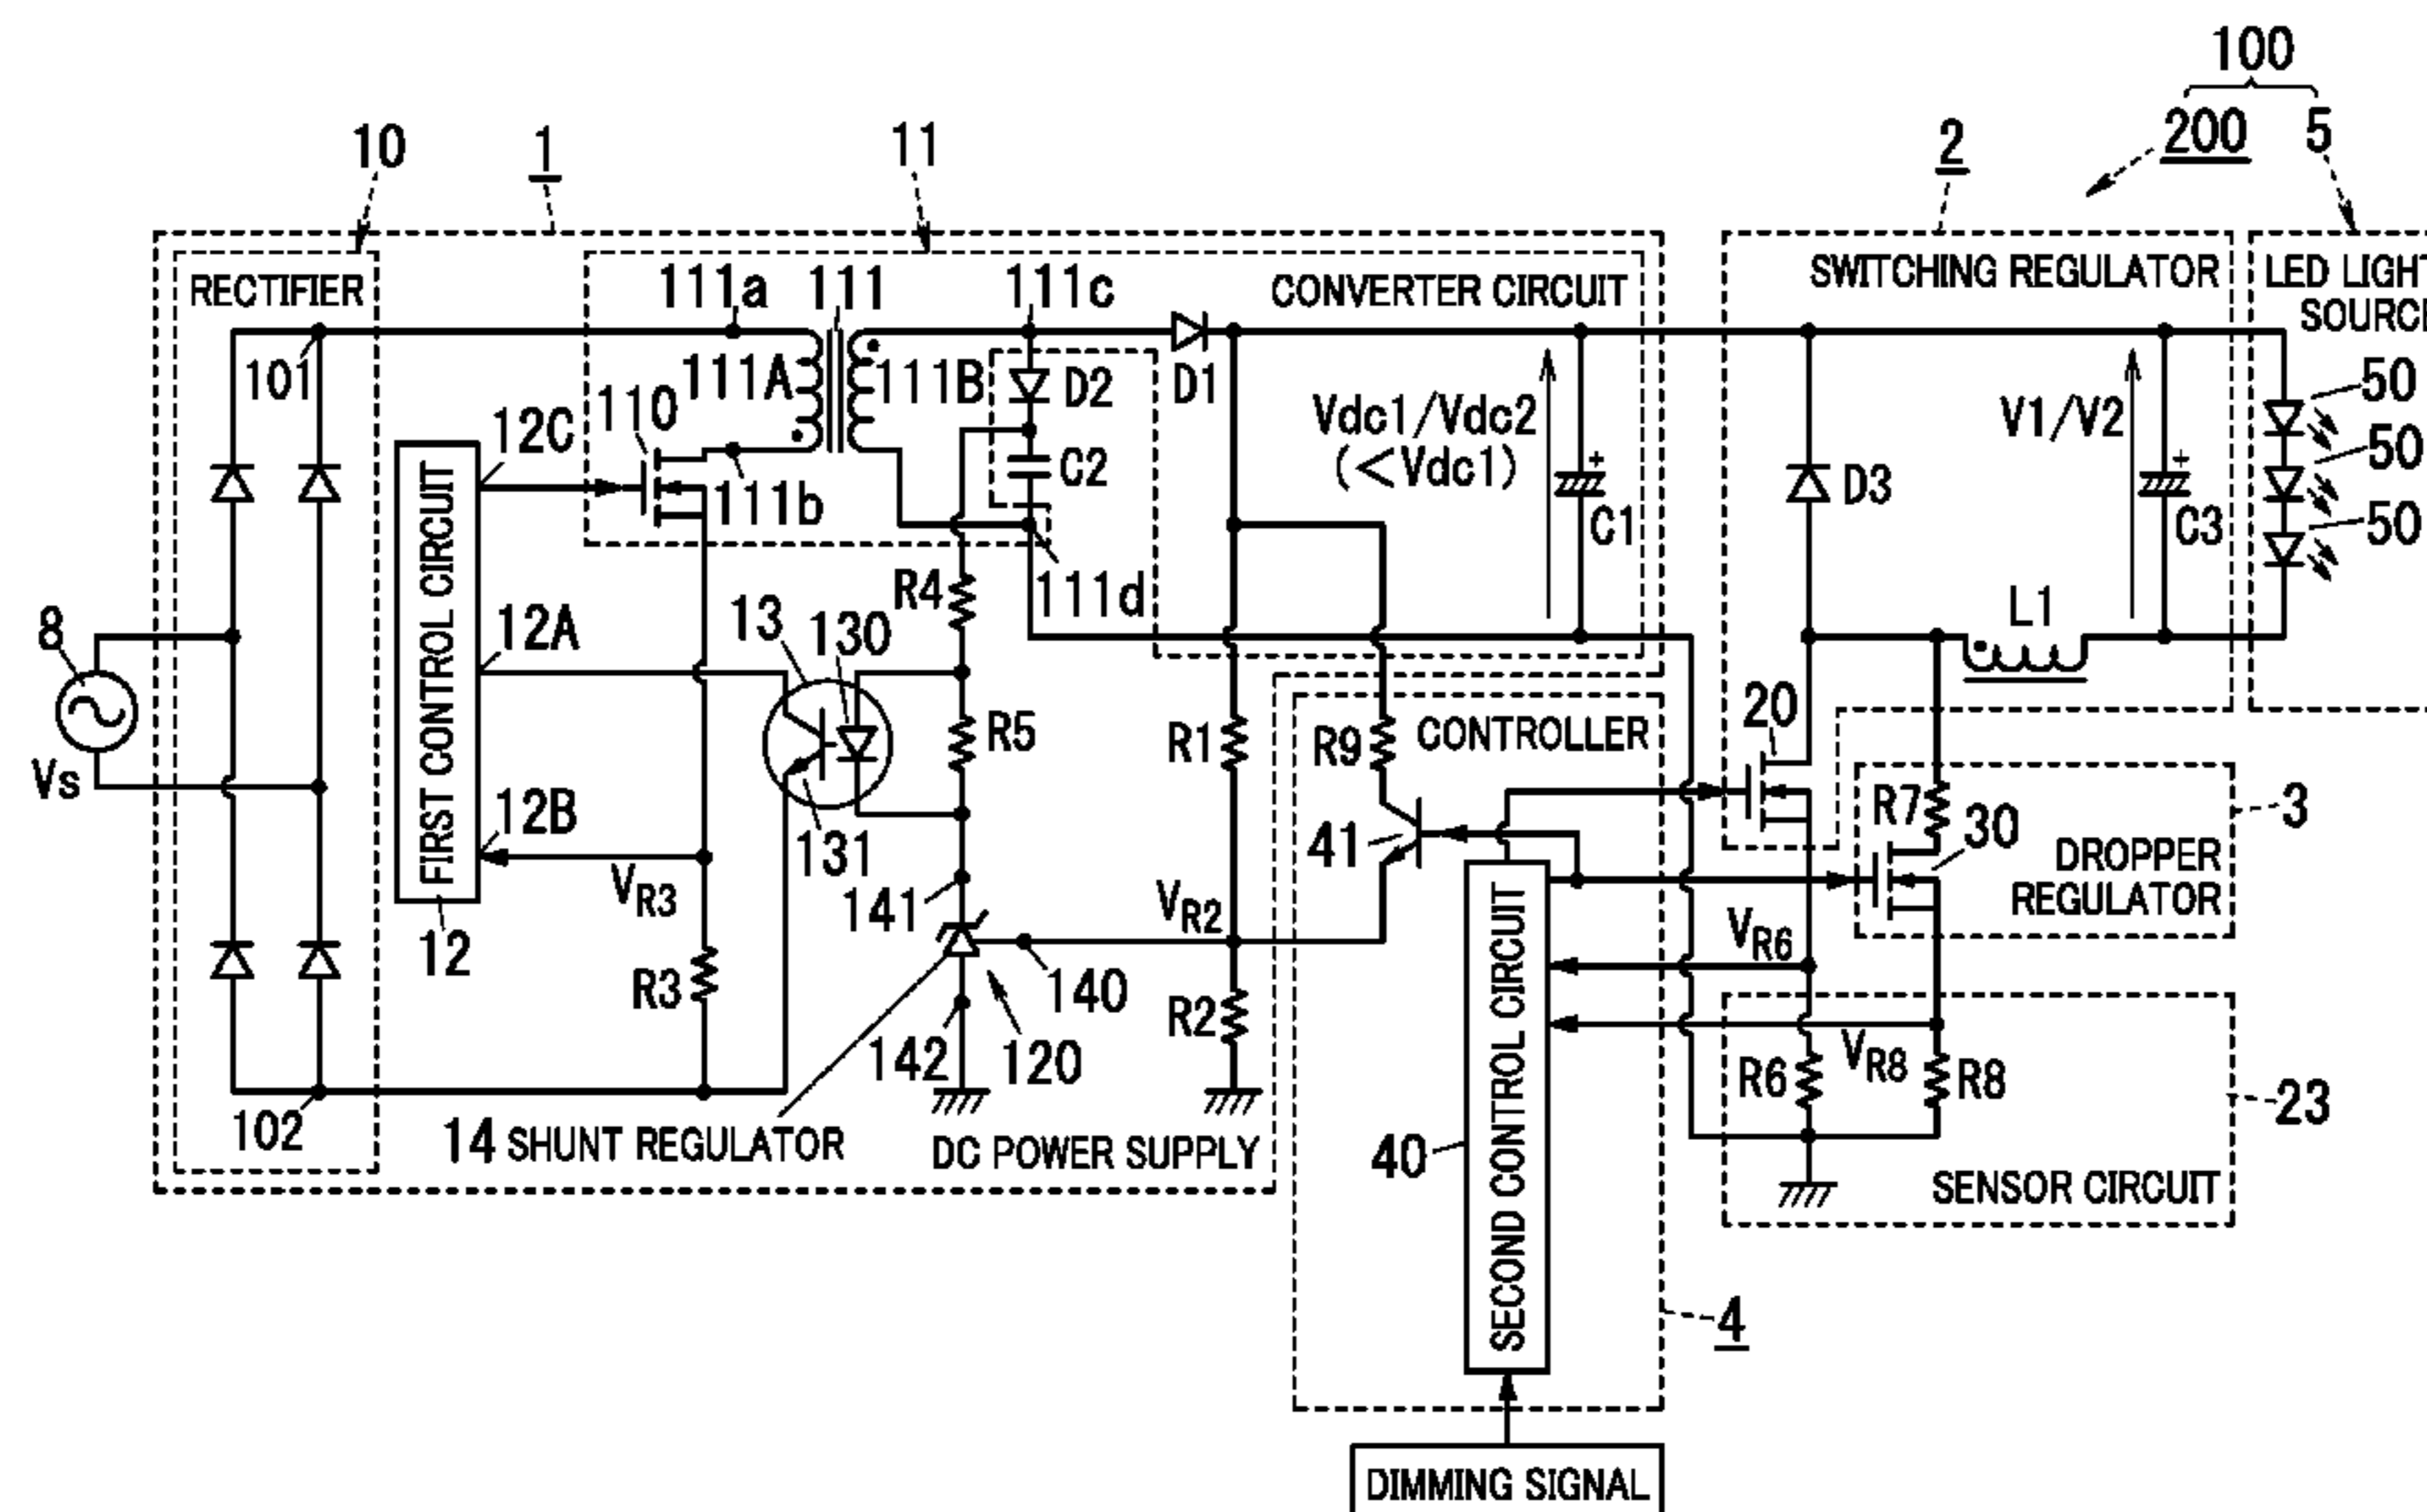 100
200 5
10 1 11 2
RECTIFIER
111a 111 111c
CONVERTER CIRCUIT
SWITCHING REGULATOR
LED LIGHT
SOURCE
101
111A 111B D2 D1
12C 110
Vdc1/Vdc2
(<Vdc1)
V1/V2
50
50
50
C2
111b
D3
C1
C3
FIRST CONTROL CIRCUIT
R4
111d
L1
8
12A
13 130
R5
R1
R9
CONTROLLER
20
Vs
12B
131
41
R7
30
3
DROPPER
REGULATOR
VR3
141
VR2
VR6
12
R3
140
R2
142
120
SECOND CONTROL CIRCUIT
R6
VR8
R8
23
102
14 SHUNT REGULATOR
DC POWER SUPPLY
40
SENSOR CIRCUIT
4
DIMMING SIGNAL